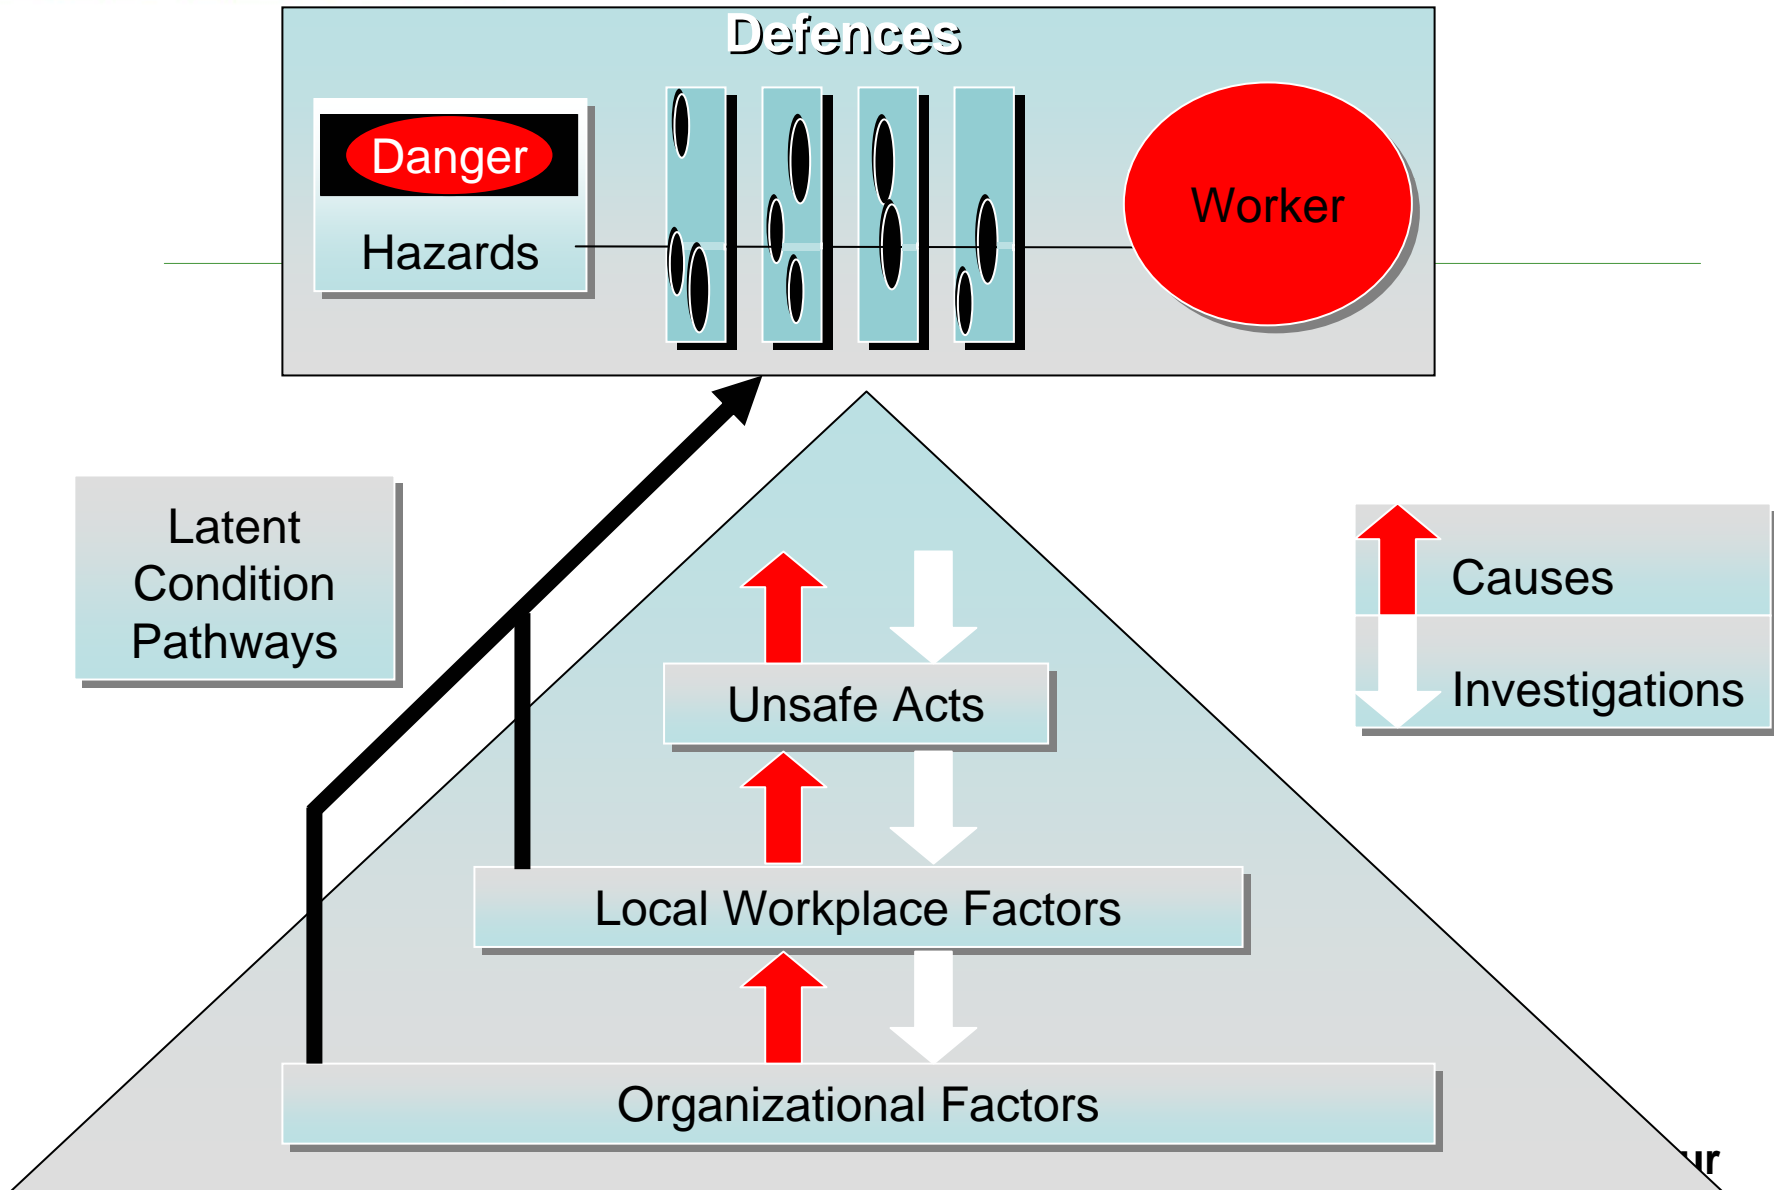 Defences
Danger
Hazards
Worker
Latent
Condition
Pathways
Causes
Investigations
Unsafe Acts
Local Workplace Factors
Organizational Factors